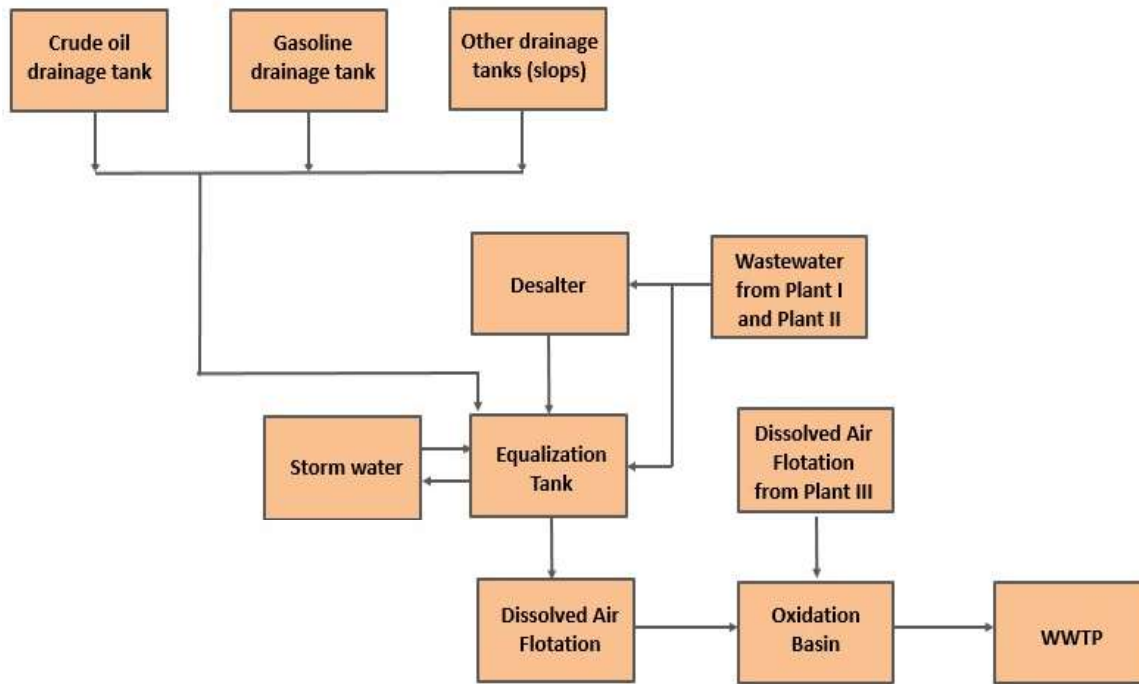 Crude oil
drainage tank
Gasoline
drainage tank
Other drainage
tanks (slops)
Desalter
Wastewater
from Plant I
and Plant II
Storm water
Equalization
Tank
Dissolved Air
Flotation
from Plant III
Dissolved Air
Flotation
Oxidation
Basin
WWTP